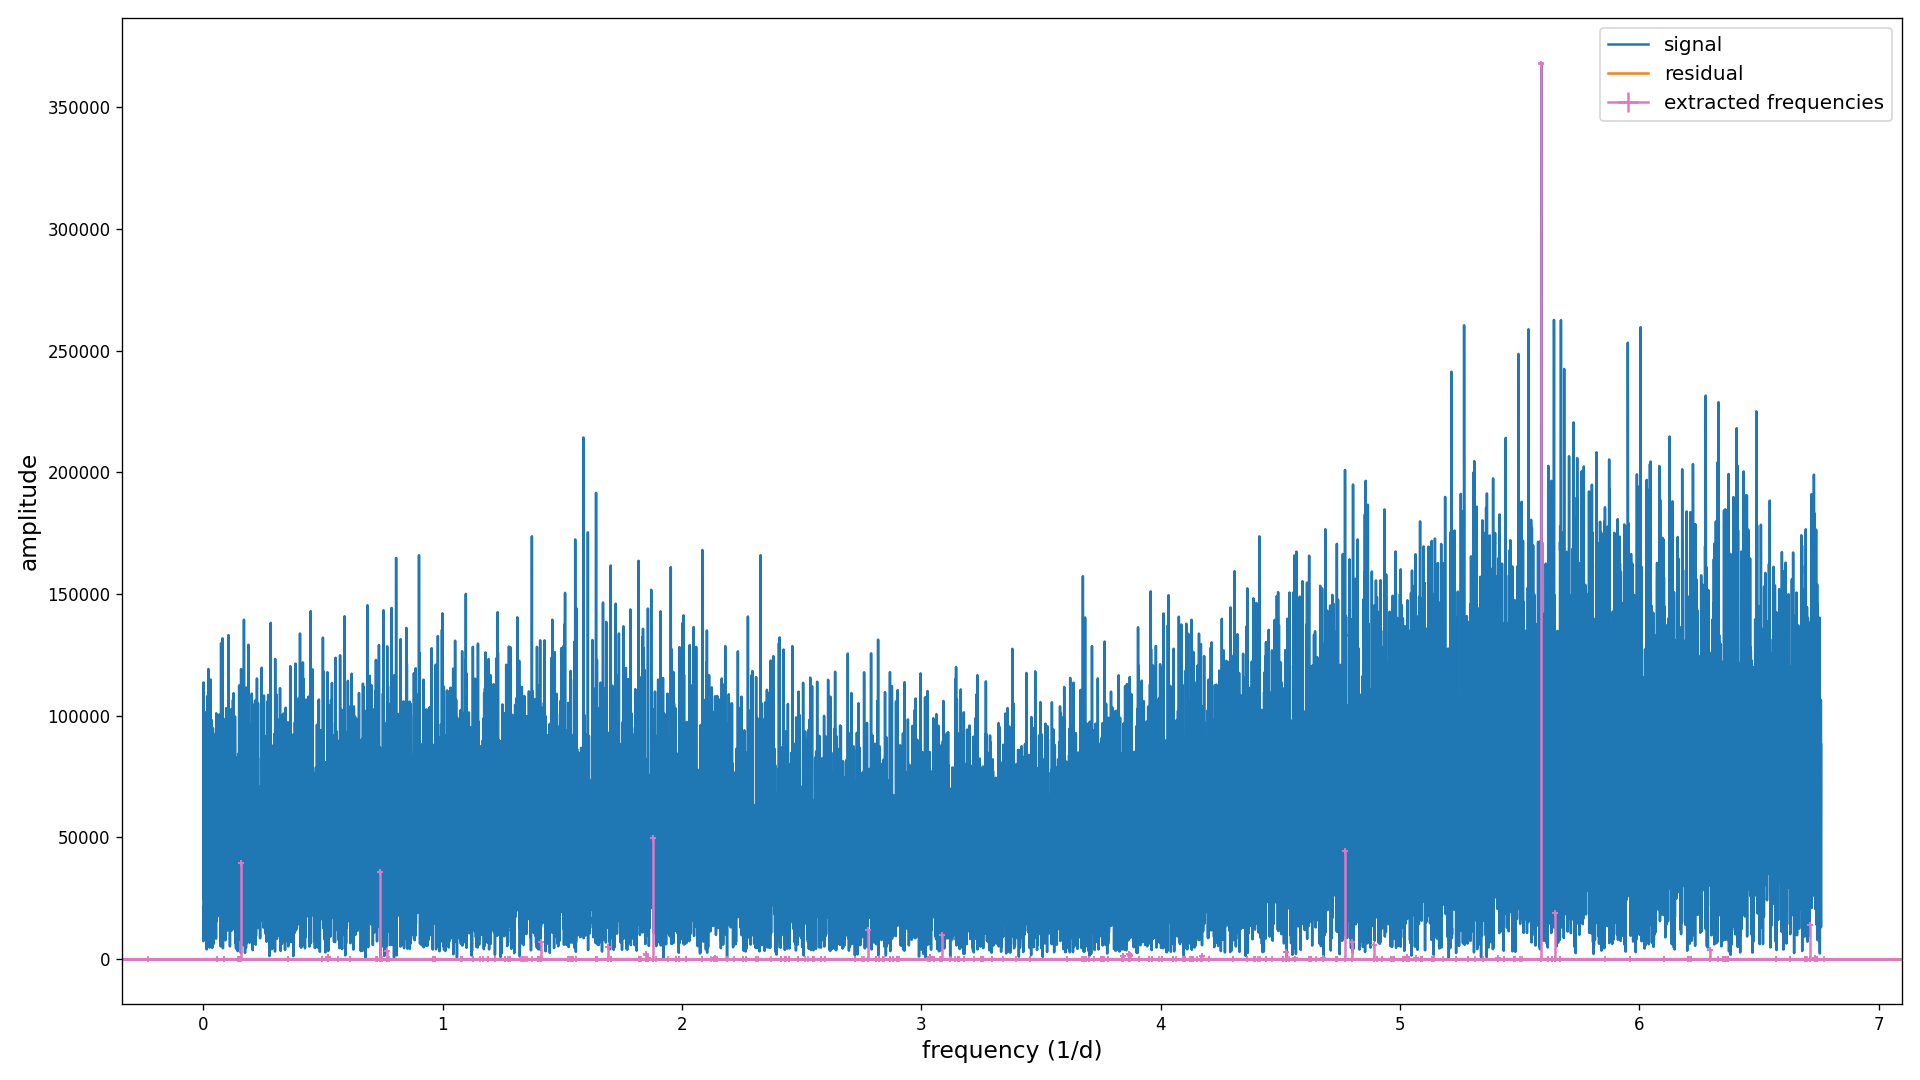 signal
residual
extracted frequencies
350000
300000
250000
200000
150000
100000
50000
0
amplitude
0 1 2 3 4 5 6 7
frequency (1/d)